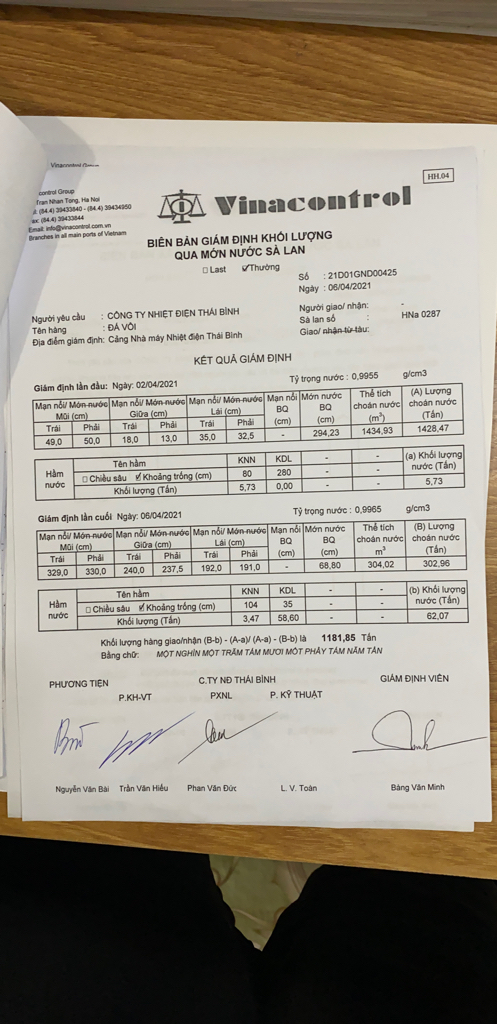 Vinacontrol Group
control Group
Tran Nhan Tong, Ha Noi
(84.4) 39433840 - (84.4) 39434950
ax: (84.4) 39433844
Email: info@vinacontrol.com.vn
Branches in all main ports of Vietnam
HH.04
Vinacontrol
BIÊN BẢN GIÁM ĐỊNH KHỐI LƯỢNG
QUA MỚN NƯỚC SÀ LAN
Last Thường
Số : 21D01GND00425
Ngày : 06/04/2021
Người yêu cầu : CÔNG TY NHIỆT ĐIỆN THÁI BÌNH
Tên hàng : ĐÁ VÔI
Địa điểm giám định: Cảng Nhà máy Nhiệt điện Thái Bình
Người giao/ nhận: -
Sà lan số : HNa 0287
Giao/ nhận từ tàu:
KẾT QUẢ GIÁM ĐỊNH
Giám định lần đầu: Ngày: 02/04/2021 Tỷ trọng nước : 0,9955 g/cm3
Mạn nổi/ Mớn nước Mũi (cm) Mạn nổi/ Mớn nước Giữa (cm) Mạn nổi/ Mớn nước Lái (cm) Mạn nổi BQ (cm) Mớn nước BQ (cm) Thể tích choán nước (m³) (A) Lượng choán nước (Tấn)
Trái Phải Trái Phải Trái Phải
49,0 50,0 18,0 13,0 35,0 32,5 - 294,23 1434,93 1428,47
Hầm nước Tên hầm KNN KDL - - (a) Khối lượng nước (Tấn)
Chiều sâu Khoảng trống (cm) 80 280 - -
Khối lượng (Tấn) 5,73 0,00 - - 5,73
Giám định lần cuối Ngày: 06/04/2021 Tỷ trọng nước : 0,9965 g/cm3
Mạn nổi/ Mớn nước Mũi (cm) Mạn nổi/ Mớn nước Giữa (cm) Mạn nổi/ Mớn nước Lái (cm) Mạn nổi BQ (cm) Mớn nước BQ (cm) Thể tích choán nước m³ (B) Lượng choán nước (Tấn)
Trái Phải Trái Phải Trái Phải
329,0 330,0 240,0 237,5 192,0 191,0 - 68,80 304,02 302,96
Hầm nước Tên hầm KNN KDL - - (b) Khối lượng nước (Tấn)
Chiều sâu Khoảng trống (cm) 104 35 - -
Khối lượng (Tấn) 3,47 58,60 - - 62,07
Khối lượng hàng giao/nhận (B-b) - (A-a)/ (A-a) - (B-b) là 1181,85 Tấn
Bằng chữ: MỘT NGHÌN MỘT TRĂM TÁM MƯƠI MỐT PHẨY TÁM NĂM TẤN
PHƯƠNG TIỆN C.TY NĐ THÁI BÌNH GIÁM ĐỊNH VIÊN
P.KH-VT PXNL P. KỸ THUẬT
Nguyễn Văn Bài Trần Văn Hiếu Phan Văn Đức L. V. Toàn Bàng Văn Minh